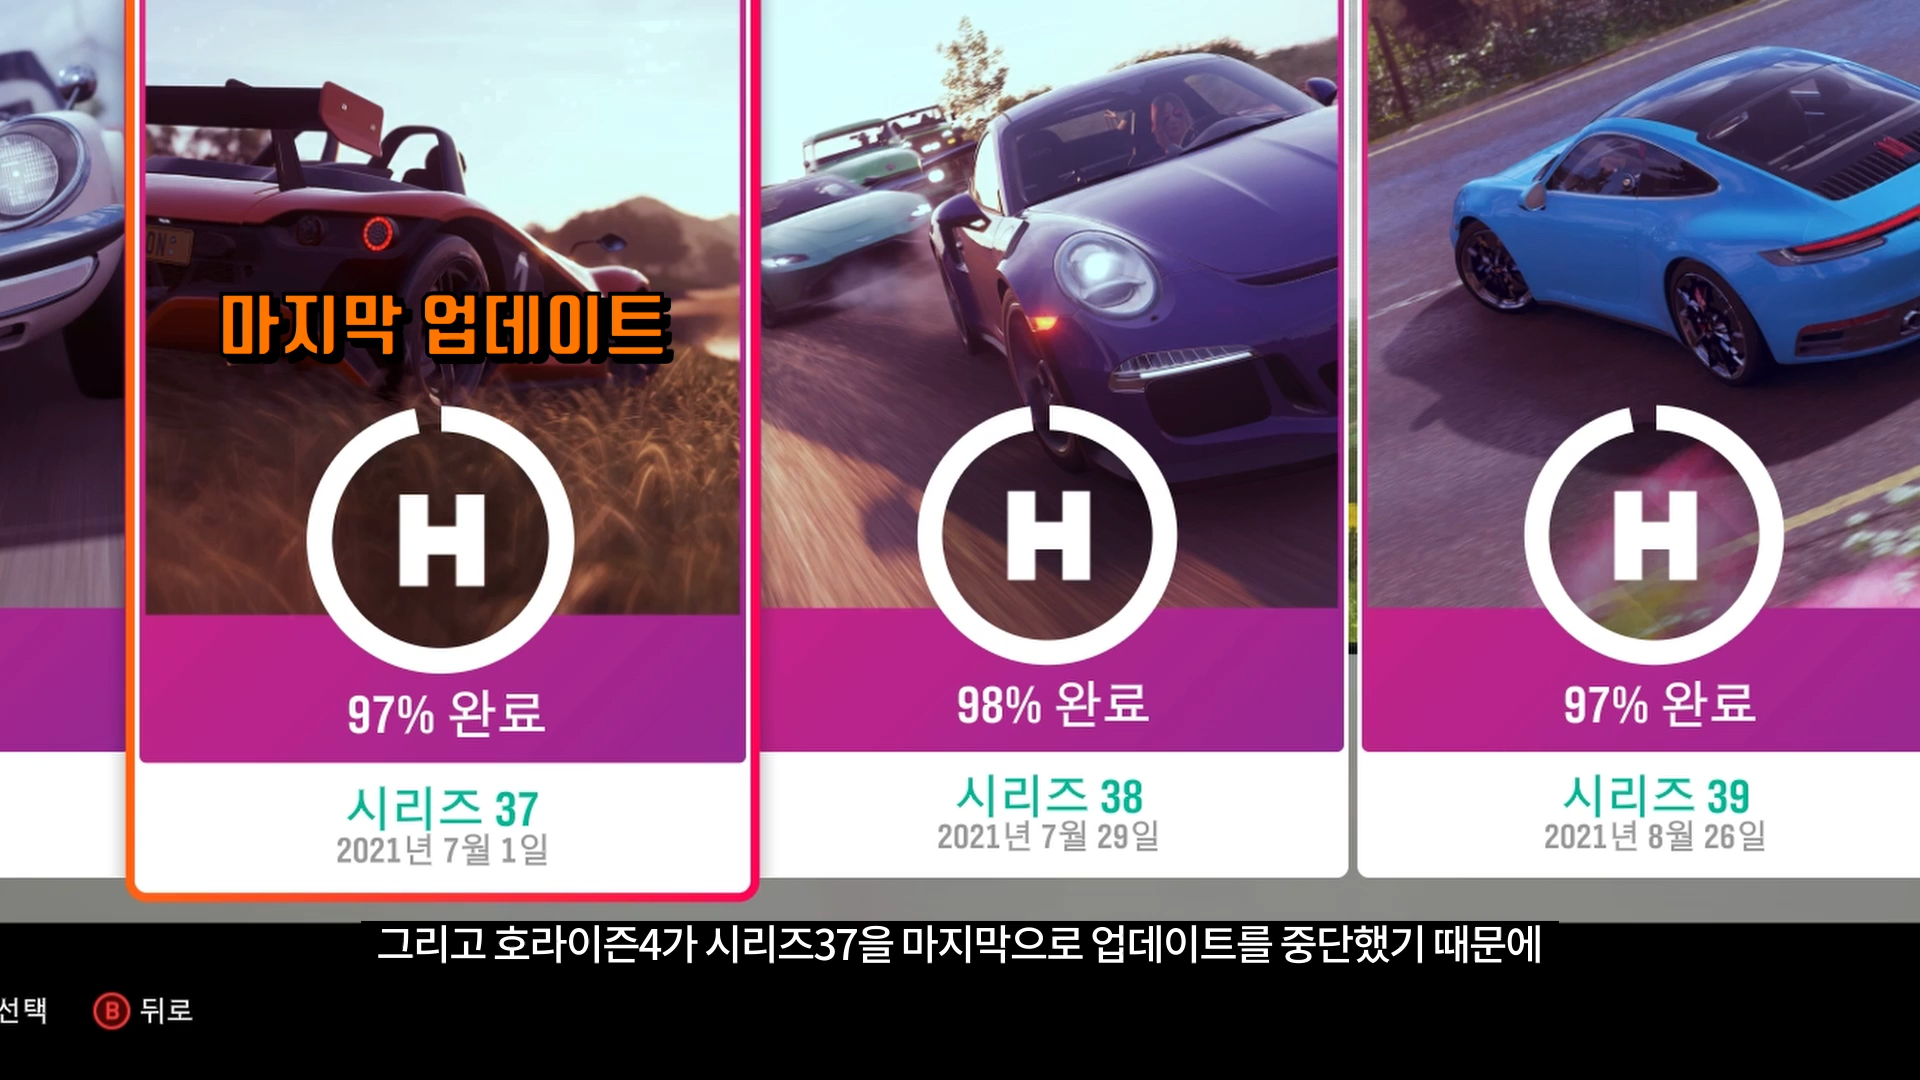 ON
마지막 업데이트
H
97% 완료
시리즈 37
2021년 7월 1일
H
98% 완료
시리즈 38
2021년 7월 29일
H
97% 완료
시리즈 39
2021년 8월 26일
그리고 호라이즌4가 시리즈37을 마지막으로 업데이트를 중단했기 때문에
선택
B 뒤로